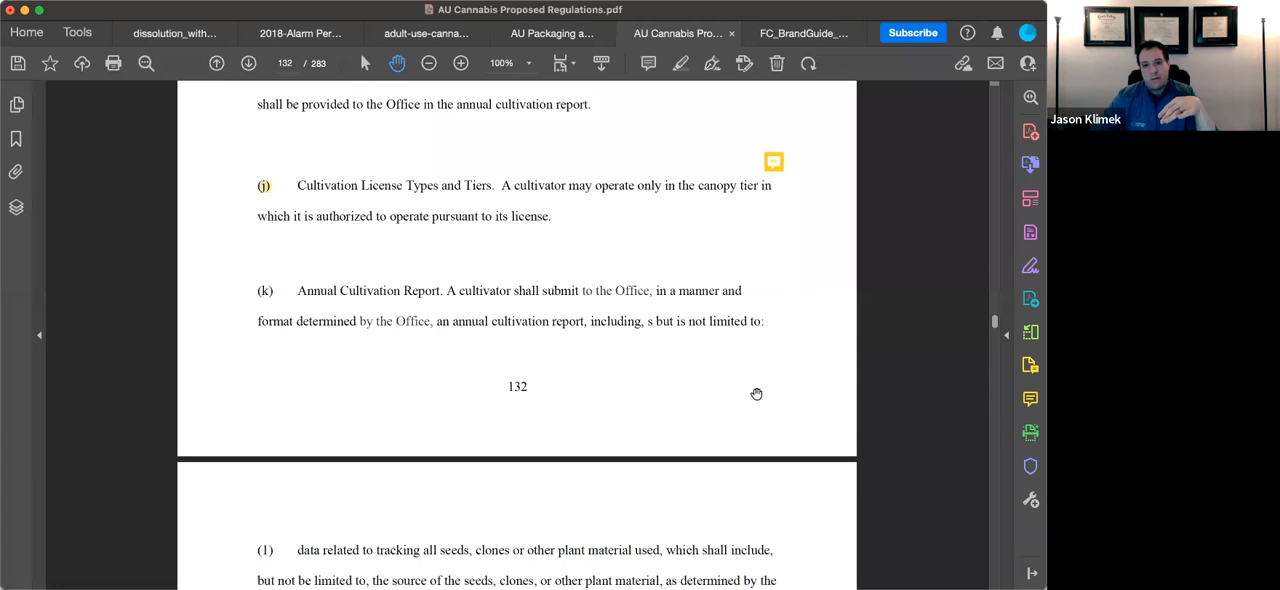 AU Cannabis Proposed Regulations.pdf
Home Tools dissolution_with... 2018-Alarm Per... adult-use-canna... AU Packaging a... AU Cannabis Pro... × FC_BrandGuide_... Subscribe
132 / 283 100%
shall be provided to the Office in the annual cultivation report.
(j) Cultivation License Types and Tiers. A cultivator may operate only in the canopy tier in
which it is authorized to operate pursuant to its license.
(k) Annual Cultivation Report. A cultivator shall submit to the Office, in a manner and
format determined by the Office, an annual cultivation report, including, s but is not limited to:
132
(1) data related to tracking all seeds, clones or other plant material used, which shall include,
but not be limited to, the source of the seeds, clones, or other plant material, as determined by the
Jason Klimek